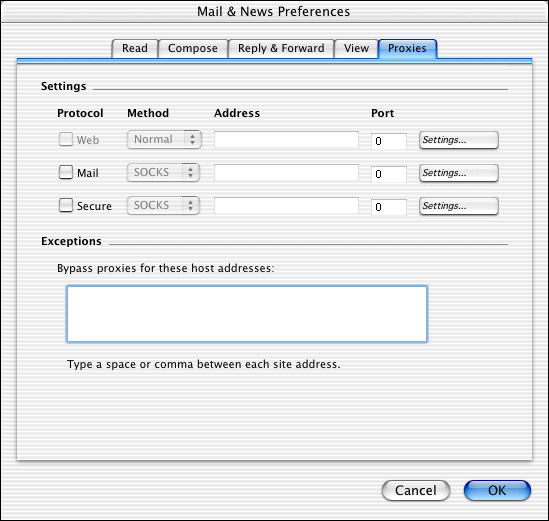 Mail & News Preferences
Read Compose Reply & Forward View Proxies
Settings
Protocol Method Address Port
Web Normal 0 Settings...
Mail SOCKS 0 Settings...
Secure SOCKS 0 Settings...
Exceptions
Bypass proxies for these host addresses:
Type a space or comma between each site address.
Cancel OK